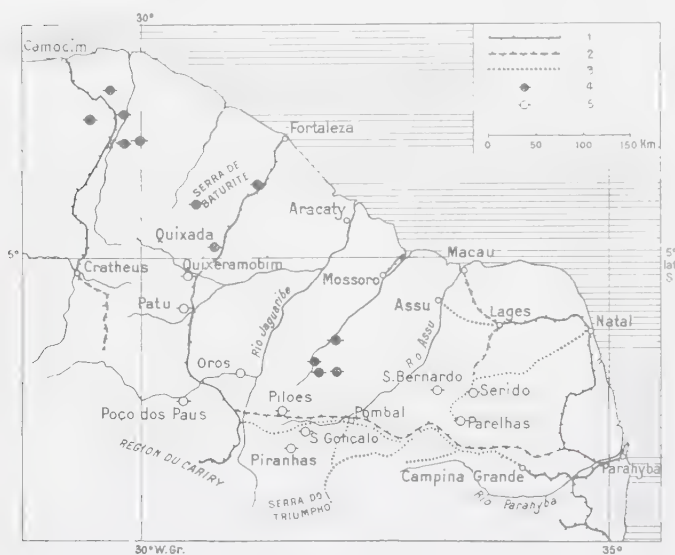 30°
Camocim
1
2
3
4
5
0 50 100 150 Km.
Fortaleza
SERRA DE
BATURITE
Aracaty
Quixada
5°
5°
lat
S
Cratheus
Quixeramobim
Mossoro
Macau
Patu
Rio Jaguaribe
Assu
Rio Assu
Lages
Natal
Oros
S.Bernardo
Serido
Poço dos Paus
Piloes
Pombal
Parelhas
S Gonçalo
REGION DU CARIRY
Piranhas
Campina Grande
Parahyba
SERRA DO
TRIUMPHO
Rio Parahyba
30° W. Gr.
35°